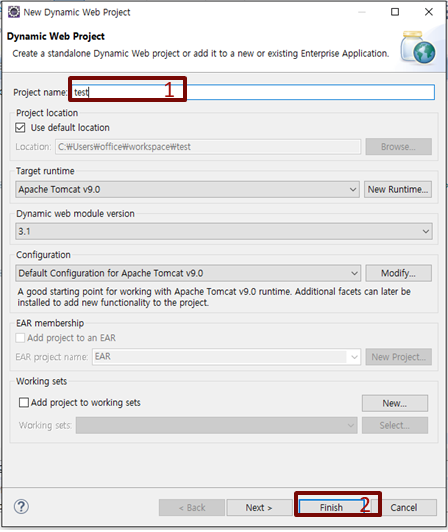 New Dynamic Web Project
Dynamic Web Project
Create a standalone Dynamic Web project or add it to a new or existing Enterprise Application.
Project name: test 1
Project location
Use default location
Location: C:₩Users₩office₩workspace₩test Browse...
Target runtime
Apache Tomcat v9.0 New Runtime...
Dynamic web module version
3.1
Configuration
Default Configuration for Apache Tomcat v9.0 Modify...
A good starting point for working with Apache Tomcat v9.0 runtime. Additional facets can later be
installed to add new functionality to the project.
EAR membership
Add project to an EAR
EAR project name: EAR New Project...
Working sets
Add project to working sets New...
Working sets: Select...
? < Back Next > Finish 2 Cancel